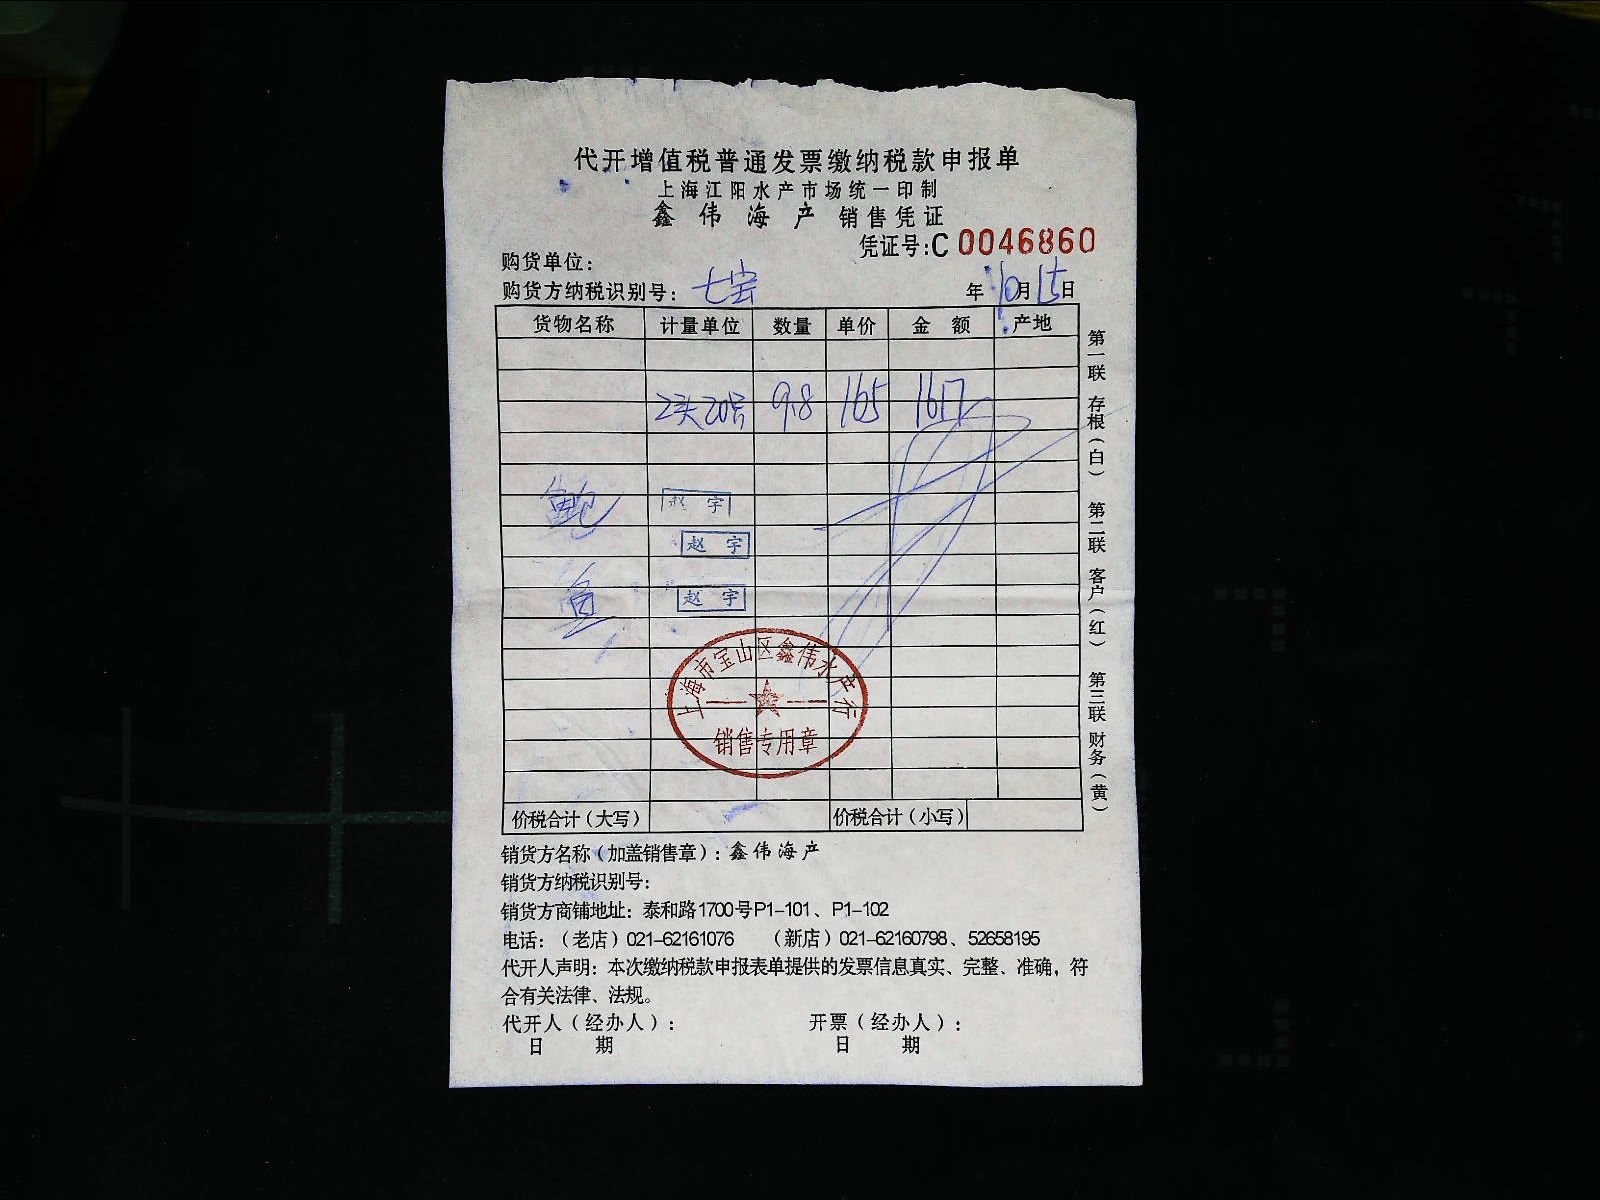 代开增值税普通发票缴纳税款申报单
上海江阳水产市场统一印制
鑫伟海产 销售凭证
凭证号:C 0046860
购货单位:
购货方纳税识别号: 七宝 年10月15日
货物名称 计量单位 数量 单价 金额 产地
2头20只 9.8 165 1617
鲍
赵宇
赵宇
鱼
赵宇
上海市宝山区鑫伟水产行
销售专用章
价税合计(大写) 价税合计(小写)
第一联 存根(白) 第二联 客户(红) 第三联 财务(黄)
销货方名称(加盖销售章):鑫伟海产
销货方纳税识别号:
销货方商铺地址:泰和路1700号P1-101、P1-102
电话:(老店)021-62161076 (新店)021-62160798、52658195
代开人声明:本次缴纳税款申报表单提供的发票信息真实、完整、准确,符
合有关法律、法规。
代开人(经办人): 开票(经办人):
日期 日期